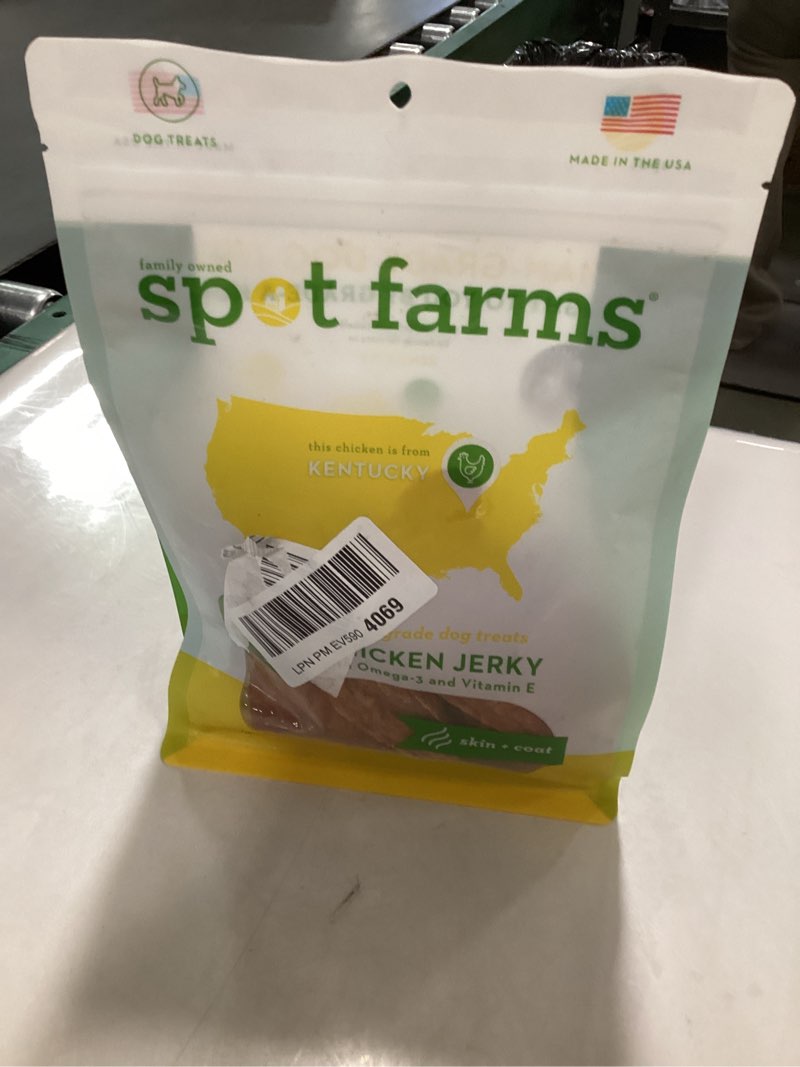 DOG TREATS
MADE IN THE USA
family owned
spot farms®
this chicken is from
KENTUCKY
LPN PM EV590 4069
grade dog treats
ICKEN JERKY
Omega-3 and Vitamin E
skin + coat